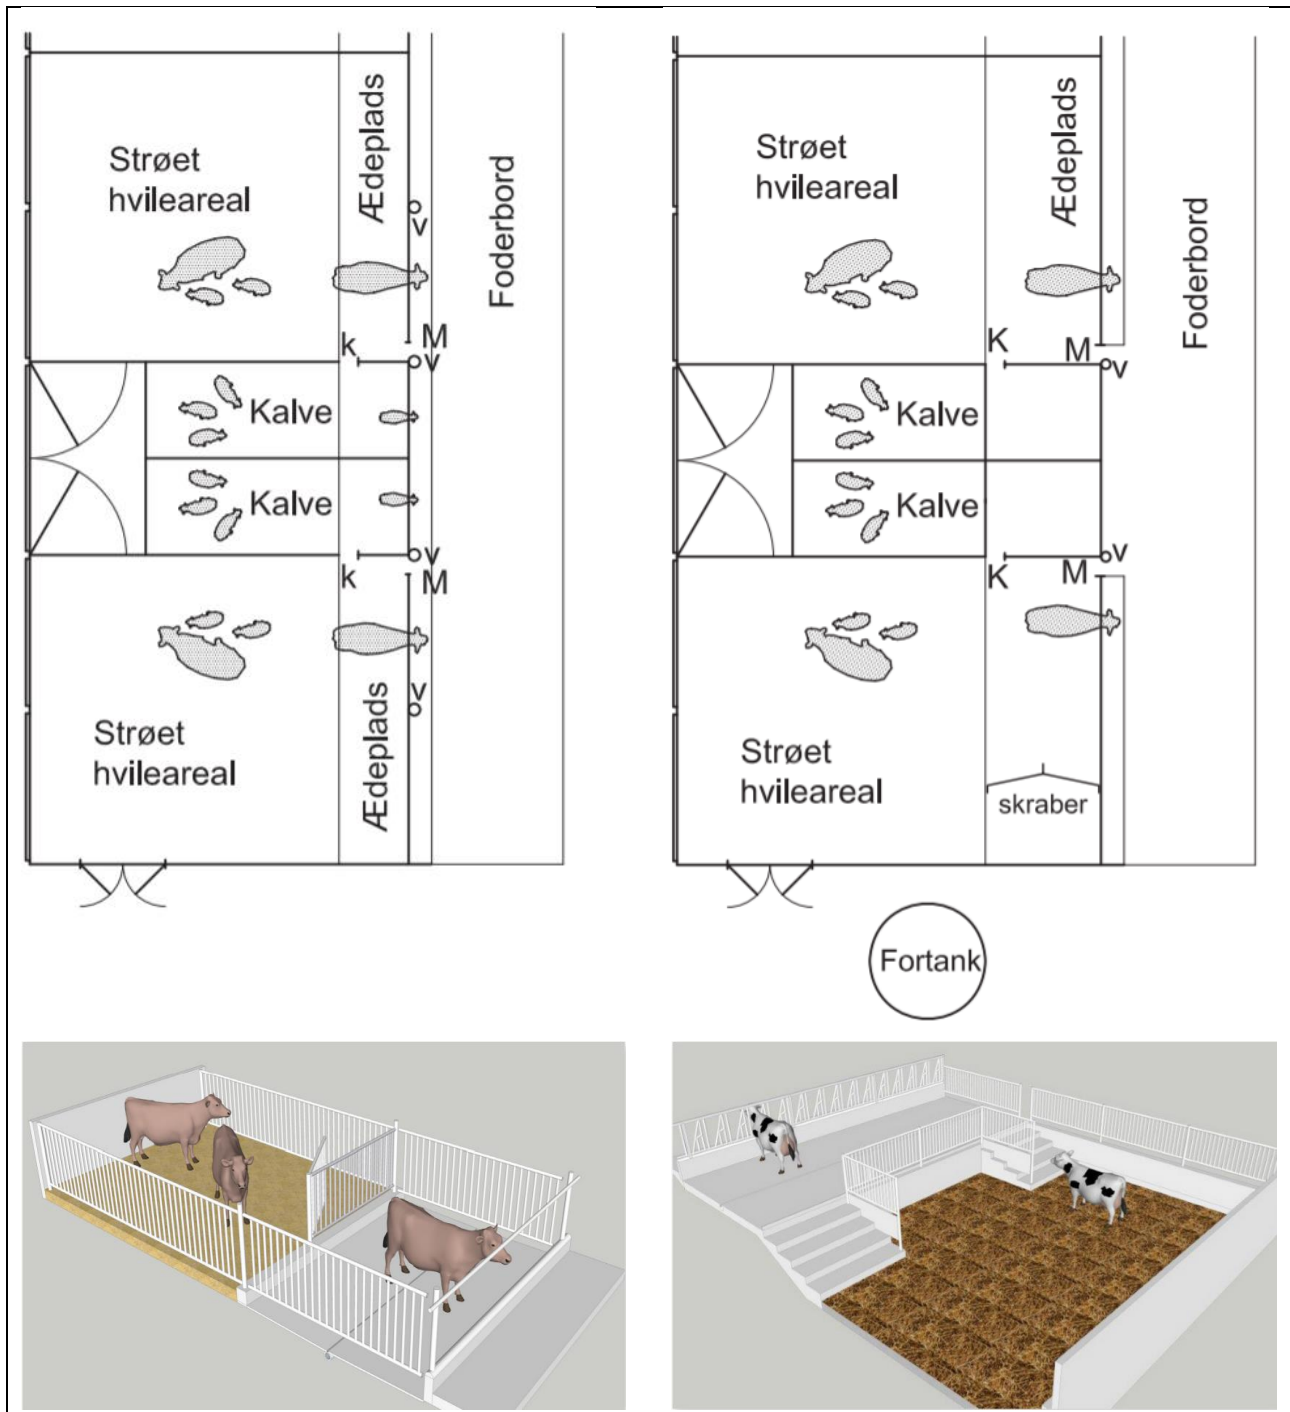 Strøet
hvileareal
Ædeplads
v
Foderbord
k
M
v
Kalve
Kalve
v
k
M
v
Strøet
hvileareal
Ædeplads
Strøet
hvileareal
Ædeplads
Foderbord
K
M
v
Kalve
Kalve
v
K
M
Strøet
hvileareal
skraber
Fortank